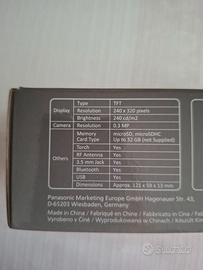 Type TFT
Display Resolution 240 x 320 pixels
Brightness 240 cd/m2
Camera Resolution 0.3 MP
Memory microSD, microSDHC
Card Type Up to 32 GB (not Supplied)
Torch Yes
RF Antenna Yes
Others 3.5 mm Jack Yes
Bluetooth Yes
USB Yes
Dimensions Approx. 121 x 59 x 13 mm
Panasonic Marketing Europe GmbH Hagenauer Str. 43,
D-65203 Wiesbaden, Germany
Made in China / Fabriqué en Chine / Fabbricato in Cina /
Vyrobeno v Číně
subito